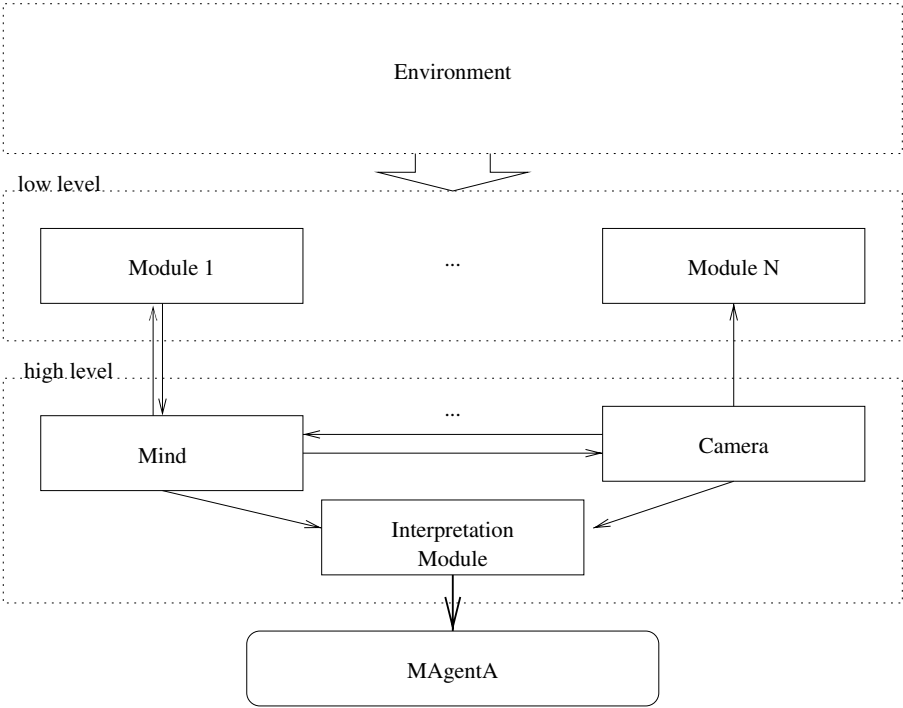 Environment
low level
Module 1
...
Module N
high level
...
Mind
Camera
Interpretation
Module
MAgentA